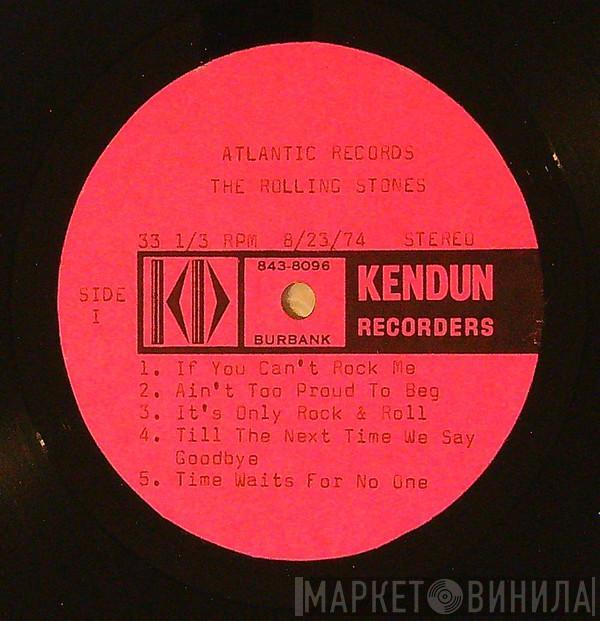 ATLANTIC RECORDS
THE ROLLING STONES
33 1/3 RPM 8/23/74 STEREO
SIDE
I
843-8096
BURBANK
KENDUN
RECORDERS
1. If You Can't Rock Me
2. Ain't Too Proud To Beg
3. It's Only Rock & Roll
4. Till The Next Time We Say
Goodbye
5. Time Waits For No One
МАРКЕТ ВИНИЛА